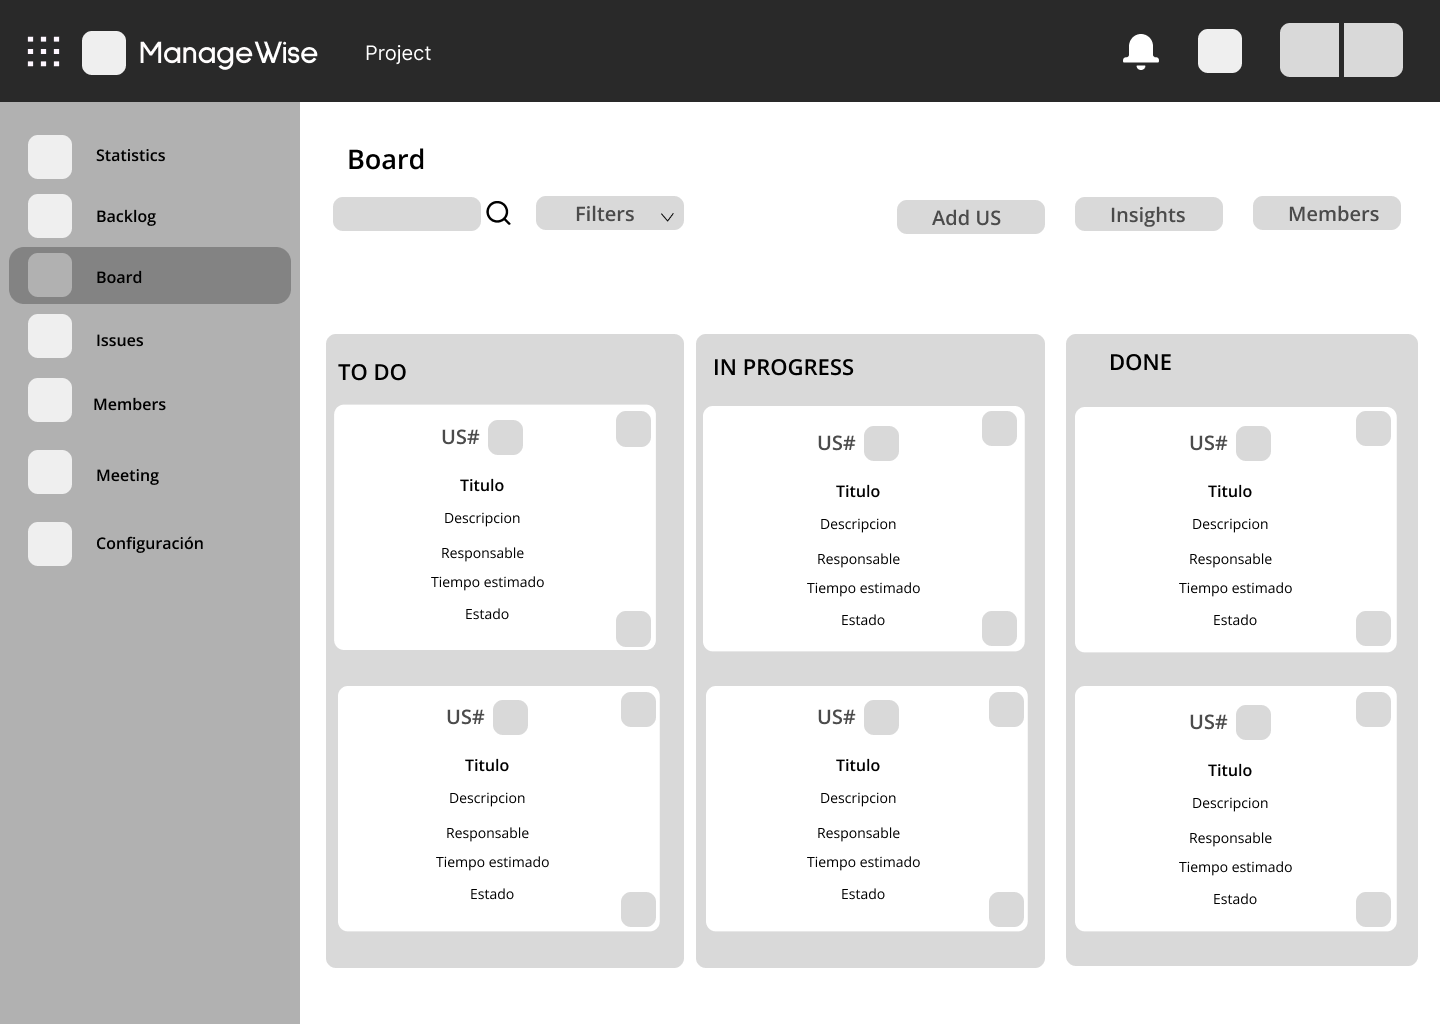 ManageWise
Project
Statistics
Backlog
Board
Issues
Members
Meeting
Configuración
Board
Filters
Add US
Insights
Members
TO DO
US#
Titulo
Descripcion
Responsable
Tiempo estimado
Estado
US#
Titulo
Descripcion
Responsable
Tiempo estimado
Estado
IN PROGRESS
US#
Titulo
Descripcion
Responsable
Tiempo estimado
Estado
US#
Titulo
Descripcion
Responsable
Tiempo estimado
Estado
DONE
US#
Titulo
Descripcion
Responsable
Tiempo estimado
Estado
US#
Titulo
Descripcion
Responsable
Tiempo estimado
Estado